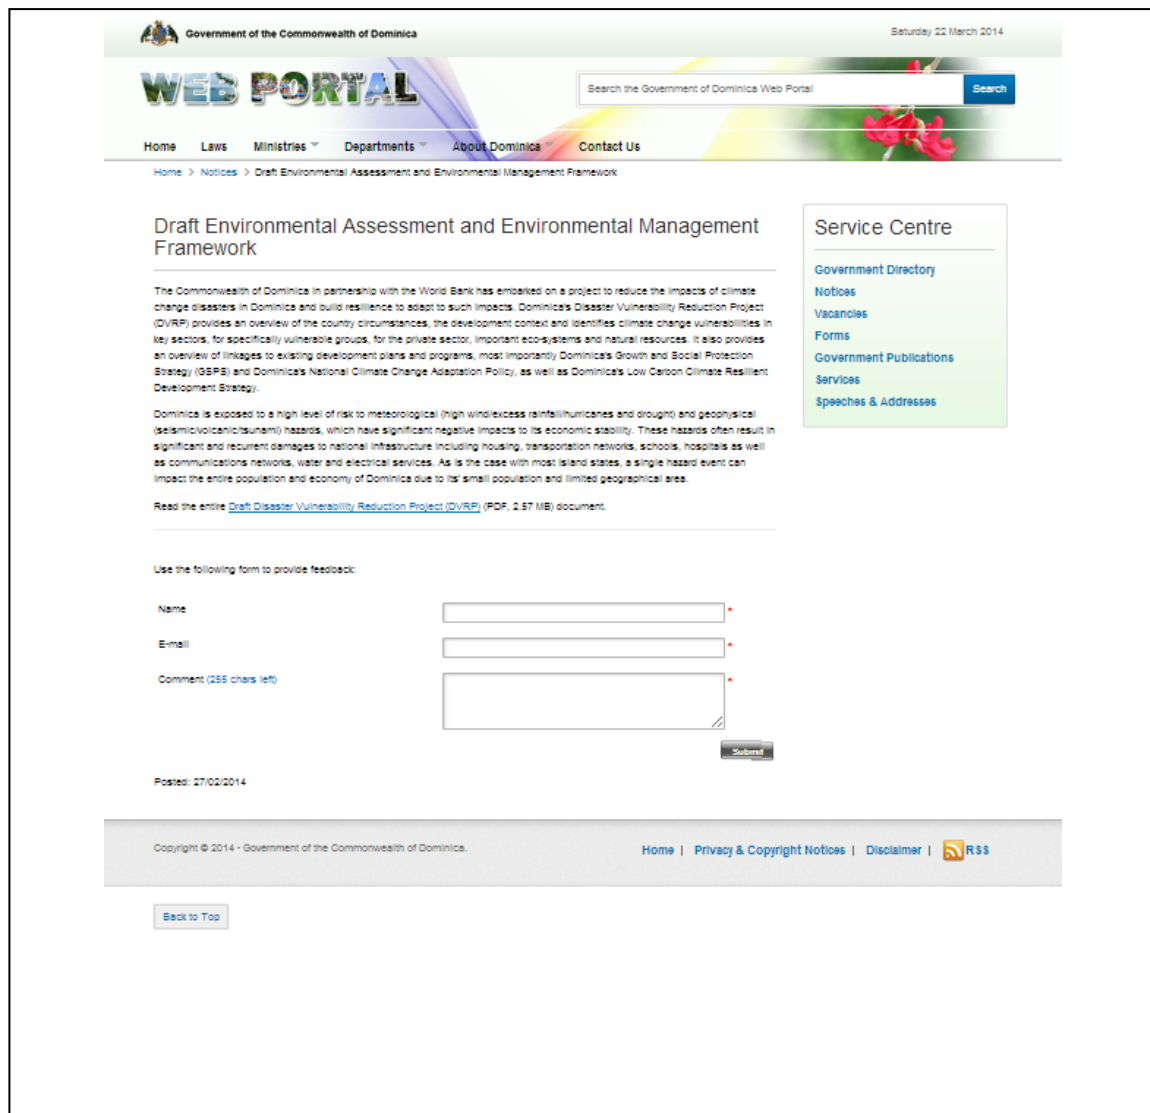 Government of the Commonwealth of Dominica
Saturday 22 March 2014
WEB PORTAL
Search the Government of Dominica Web Portal
Search
Home Laws Ministries Departments About Dominica Contact Us
Home > Notices > Draft Environmental Assessment and Environmental Management Framework
Draft Environmental Assessment and Environmental Management
Framework
The Commonwealth of Dominica in partnership with the World Bank has embarked on a project to reduce the impacts of climate
change disasters in Dominica and build resilience to adapt to such impacts. Dominica's Disaster Vulnerability Reduction Project
(DVRP) provides an overview of the country circumstances, the development context and identifies climate change vulnerabilities in
key sectors, for specifically vulnerable groups, for the private sector, important eco-systems and natural resources. It also provides
an overview of linkages to existing development plans and programs, most importantly Dominica's Growth and Social Protection
Strategy (GSPS) and Dominica's National Climate Change Adaptation Policy, as well as Dominica's Low Carbon Climate Resilient
Development Strategy.
Dominica is exposed to a high level of risk to meteorological (high wind/excess rainfall/hurricanes and drought) and geophysical
(seismic/volcanic/tsunami) hazards, which have significant negative impacts to its economic stability. These hazards often result in
significant and recurrent damages to national infrastructure including housing, transportation networks, schools, hospitals as well
as communications networks, water and electrical services. As is the case with most island states, a single hazard event can
impact the entire population and economy of Dominica due to its' small population and limited geographical area.
Read the entire Draft Disaster Vulnerability Reduction Project (DVRP) (PDF, 2.57 MB) document.
Service Centre
Government Directory
Notices
Vacancies
Forms
Government Publications
Services
Speeches & Addresses
Use the following form to provide feedback:
Name *
E-mail *
Comment (255 chars left) *
Submit
Posted: 27/02/2014
Copyright © 2014 - Government of the Commonwealth of Dominica.
Home | Privacy & Copyright Notices | Disclaimer | RSS
Back to Top